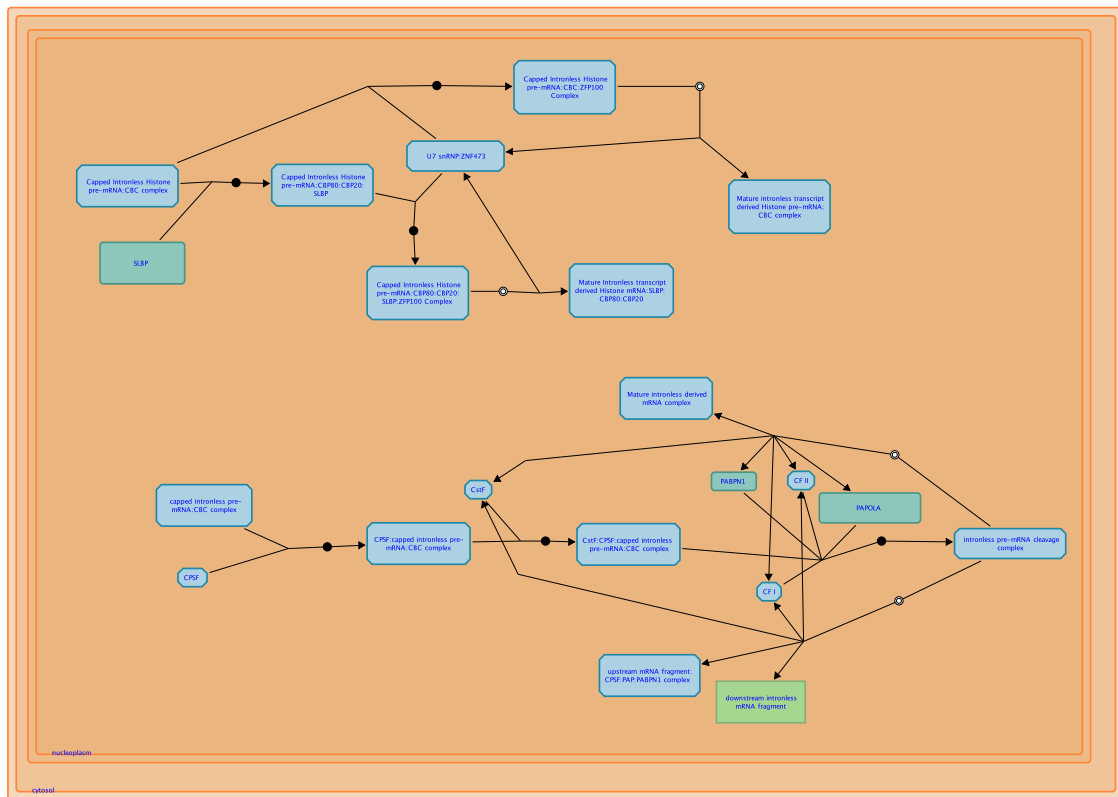 Capped Intronless Histone
pre-mRNA:CBC:ZFP100
Complex
U7 snRNP:ZNF473
Capped Intronless Histone
pre-mRNA:CBC complex
Capped Intronless Histone
pre-mRNA:CBP80:CBP20:
SLBP
Mature intronless transcript
derived Histone pre-mRNA:
CBC complex
SLBP
Capped Intronless Histone
pre-mRNA:CBP80:CBP20:
SLBP:ZFP100 Complex
Mature Intronless transcript
derived Histone mRNA:SLBP:
CBP80:CBP20
Mature intronless derived
mRNA complex
PABPN1
CF II
CstF
capped intronless pre-
mRNA:CBC complex
PAPOLA
CPSF:capped intronless pre-
mRNA:CBC complex
CstF:CPSF:capped intronless
pre-mRNA:CBC complex
intronless pre-mRNA cleavage
complex
CPSF
CF I
upstream mRNA fragment:
CPSF:PAP:PABPN1 complex
downstream intronless
mRNA fragment
nucleoplasm
cytosol